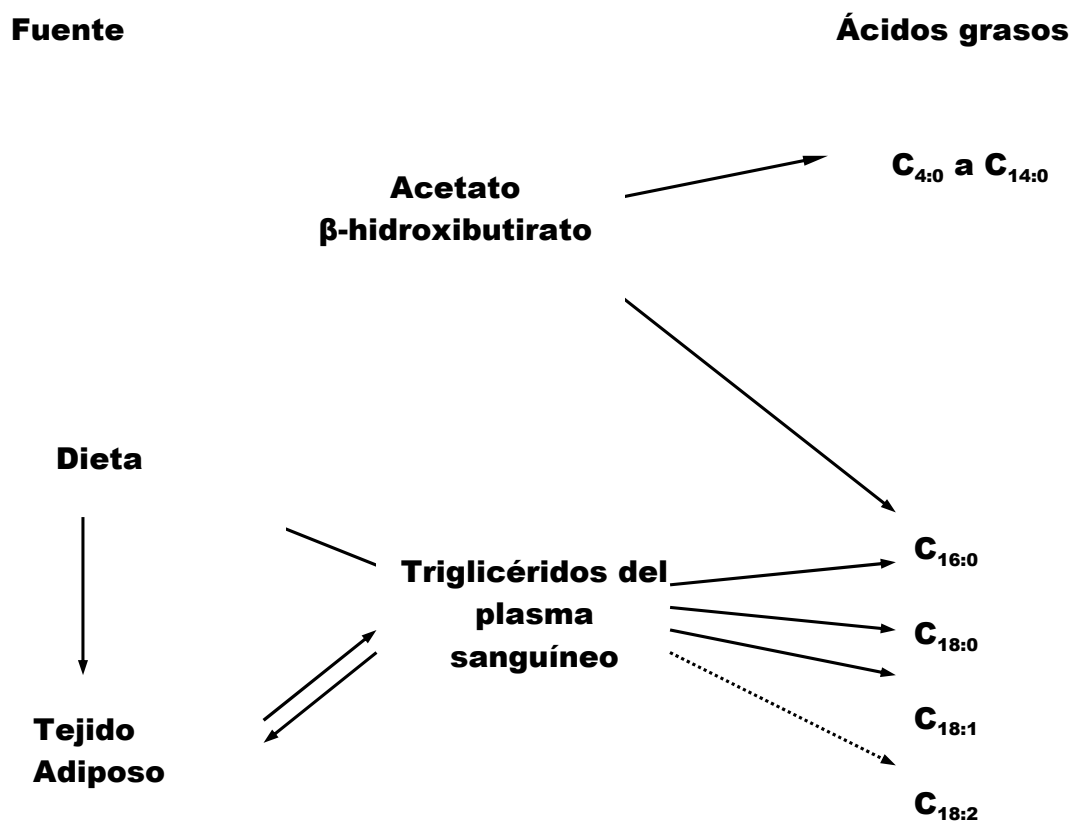 Fuente
Ácidos grasos
C4:0 a C14:0
Acetato
β-hidroxibutirato
Dieta
C16:0
Triglicéridos del
plasma
sanguíneo
C18:0
C18:1
Tejido
Adiposo
C18:2